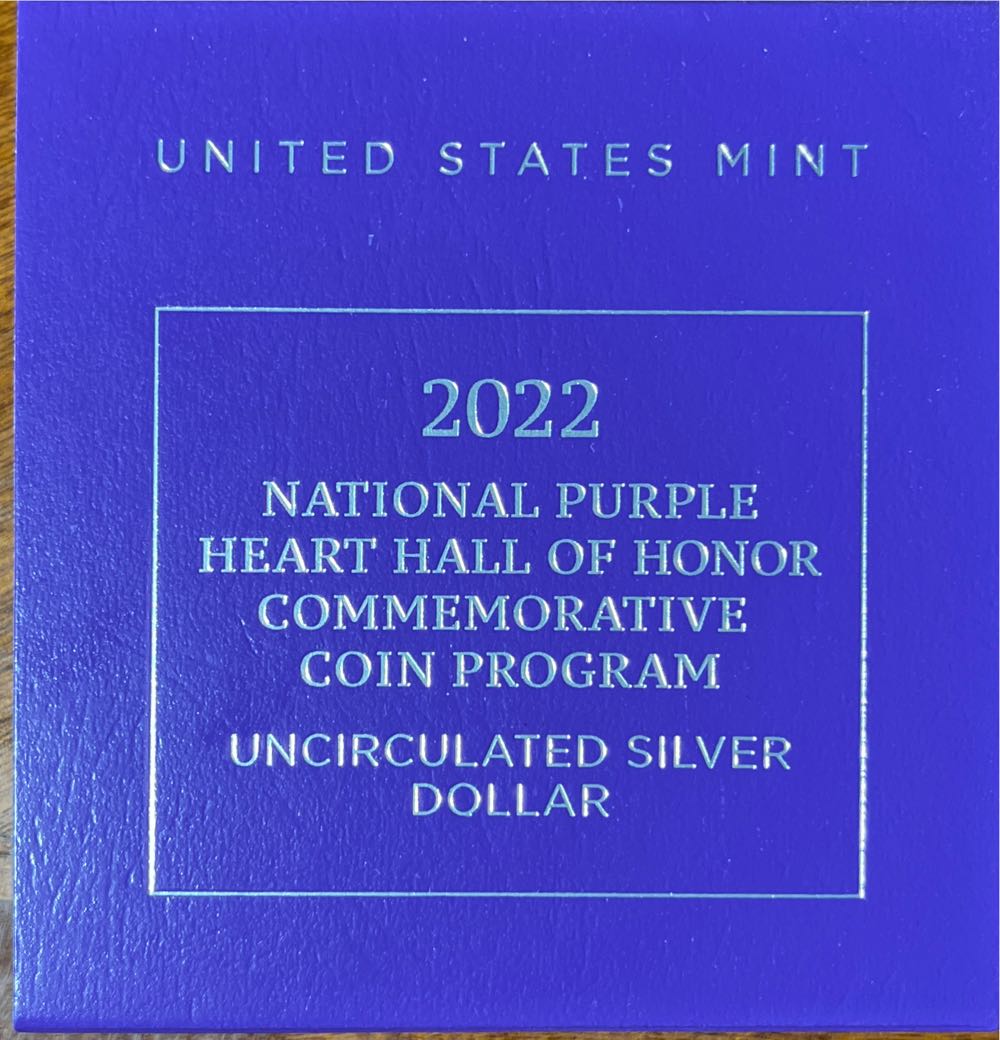 UNITED STATES MINT
2022
NATIONAL PURPLE
HEART HALL OF HONOR
COMMEMORATIVE
COIN PROGRAM
UNCIRCULATED SILVER
DOLLAR